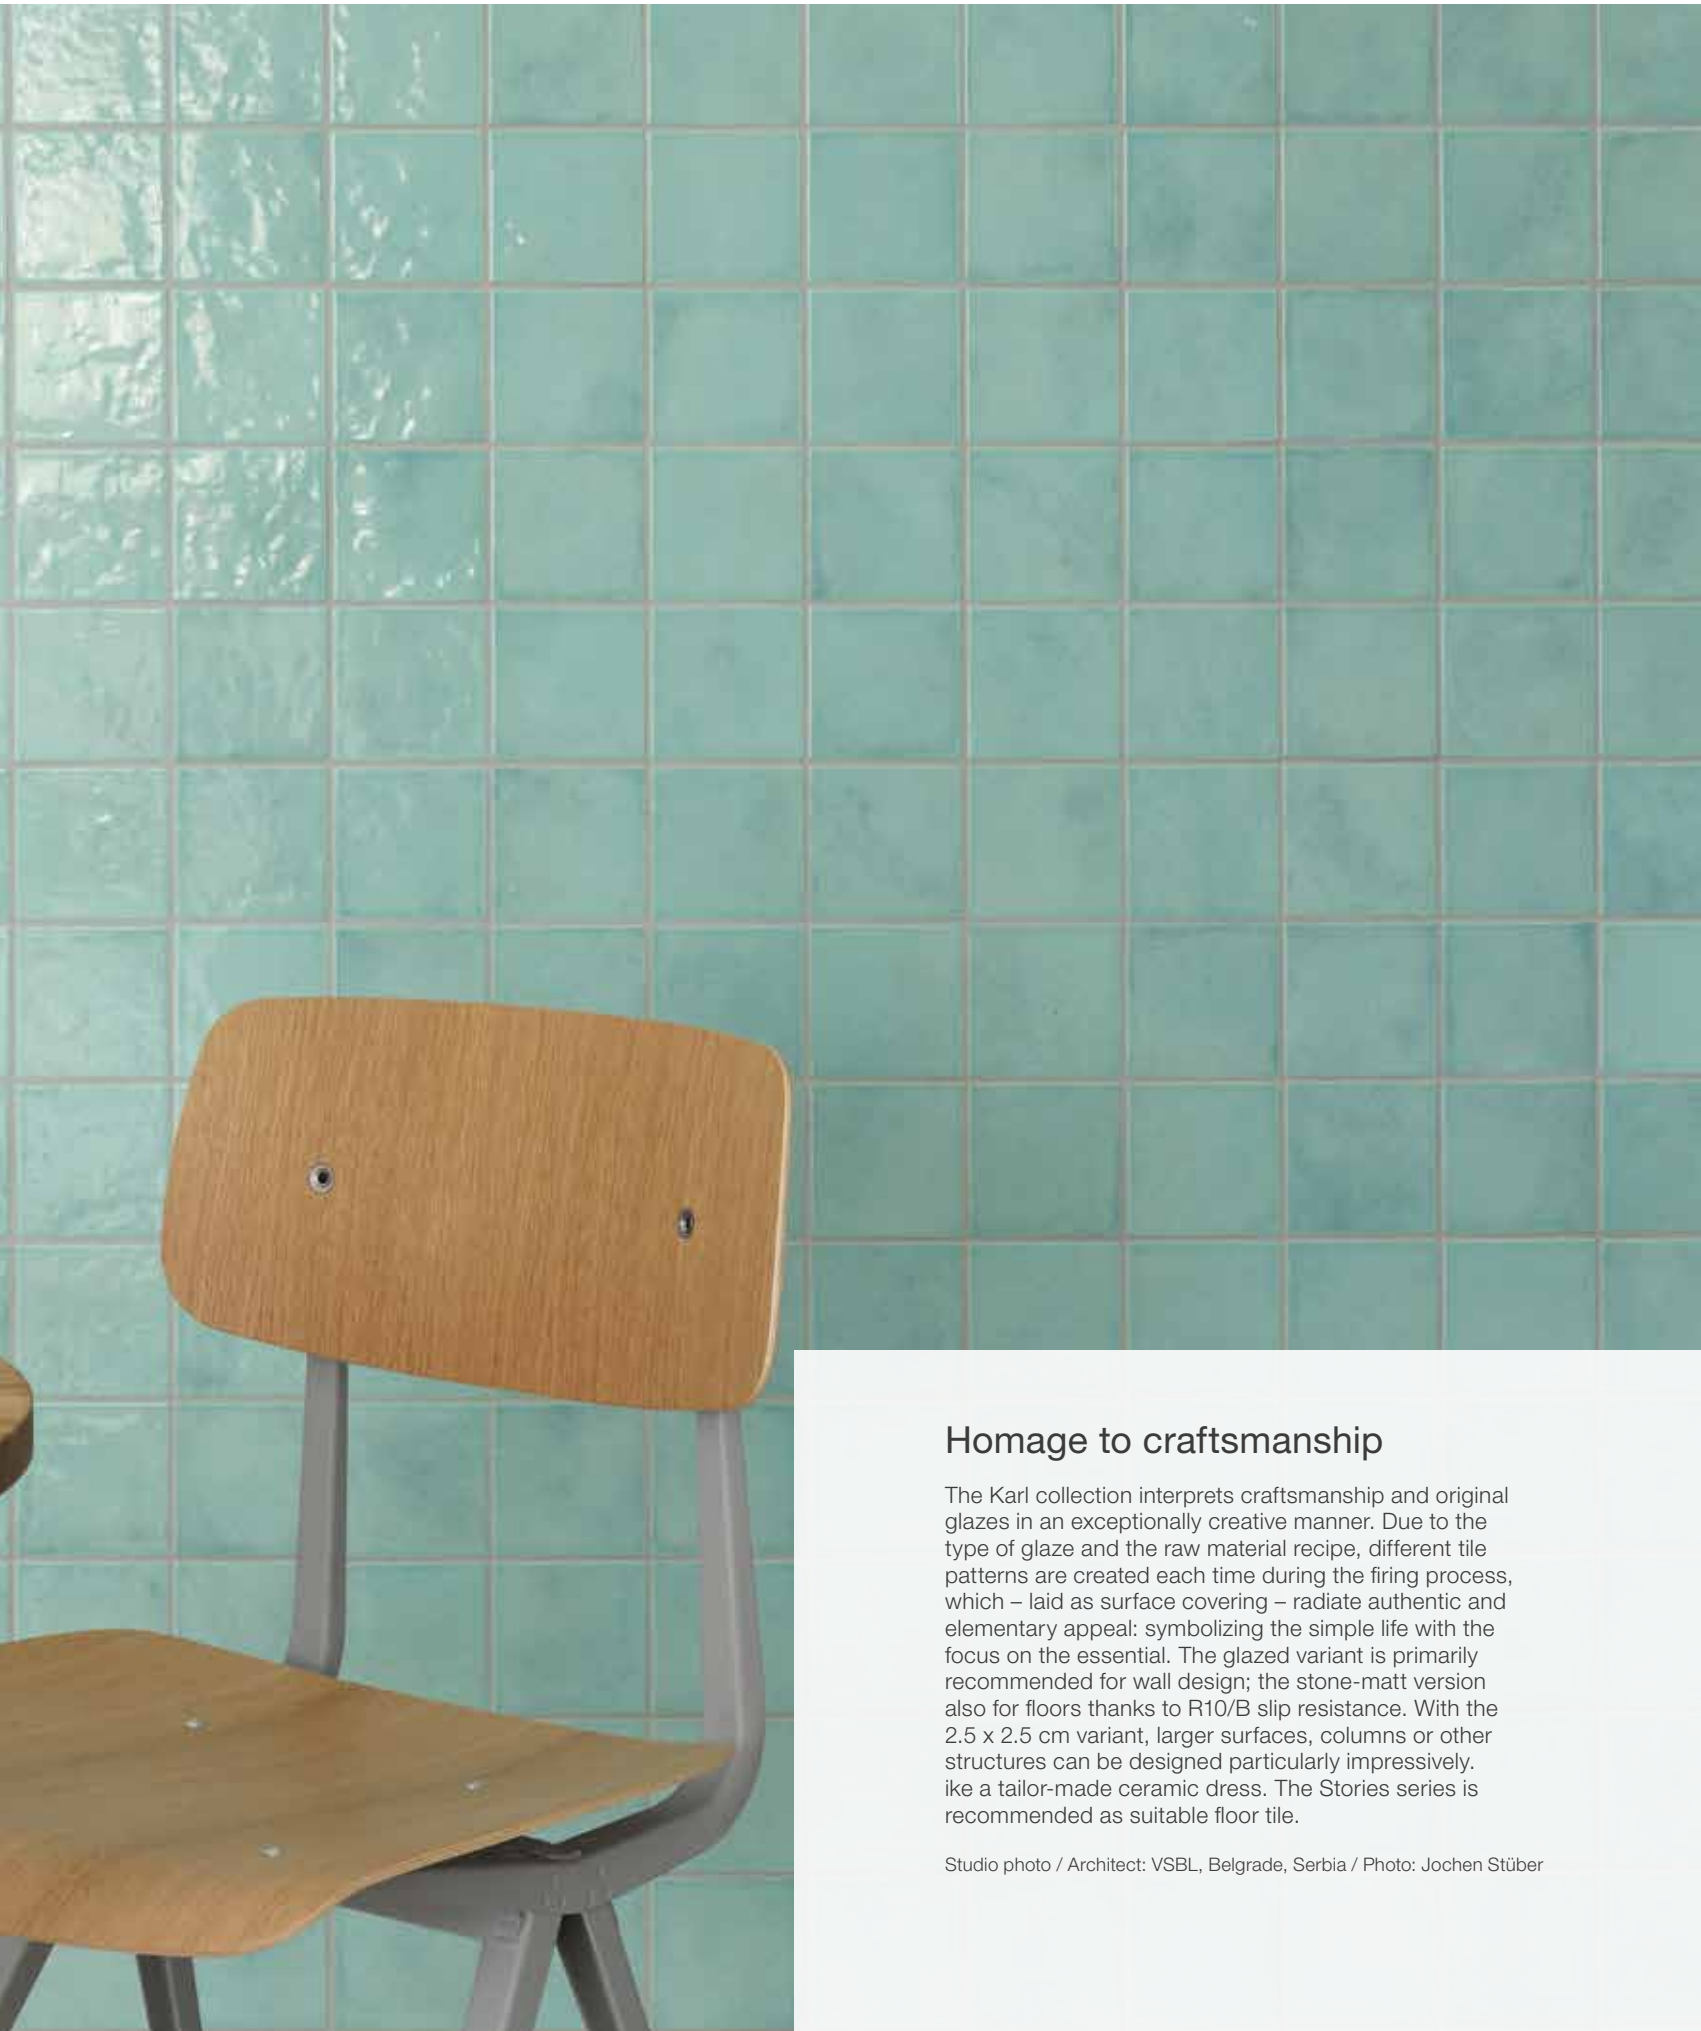 Homage to craftsmanship
The Karl collection interprets craftsmanship and original
glazes in an exceptionally creative manner. Due to the
type of glaze and the raw material recipe, different tile
patterns are created each time during the firing process,
which – laid as surface covering – radiate authentic and
elementary appeal: symbolizing the simple life with the
focus on the essential. The glazed variant is primarily
recommended for wall design; the stone-matt version
also for floors thanks to R10/B slip resistance. With the
2.5 x 2.5 cm variant, larger surfaces, columns or other
structures can be designed particularly impressively.
ike a tailor-made ceramic dress. The Stories series is
recommended as suitable floor tile.
Studio photo / Architect: VSBL, Belgrade, Serbia / Photo: Jochen Stüber